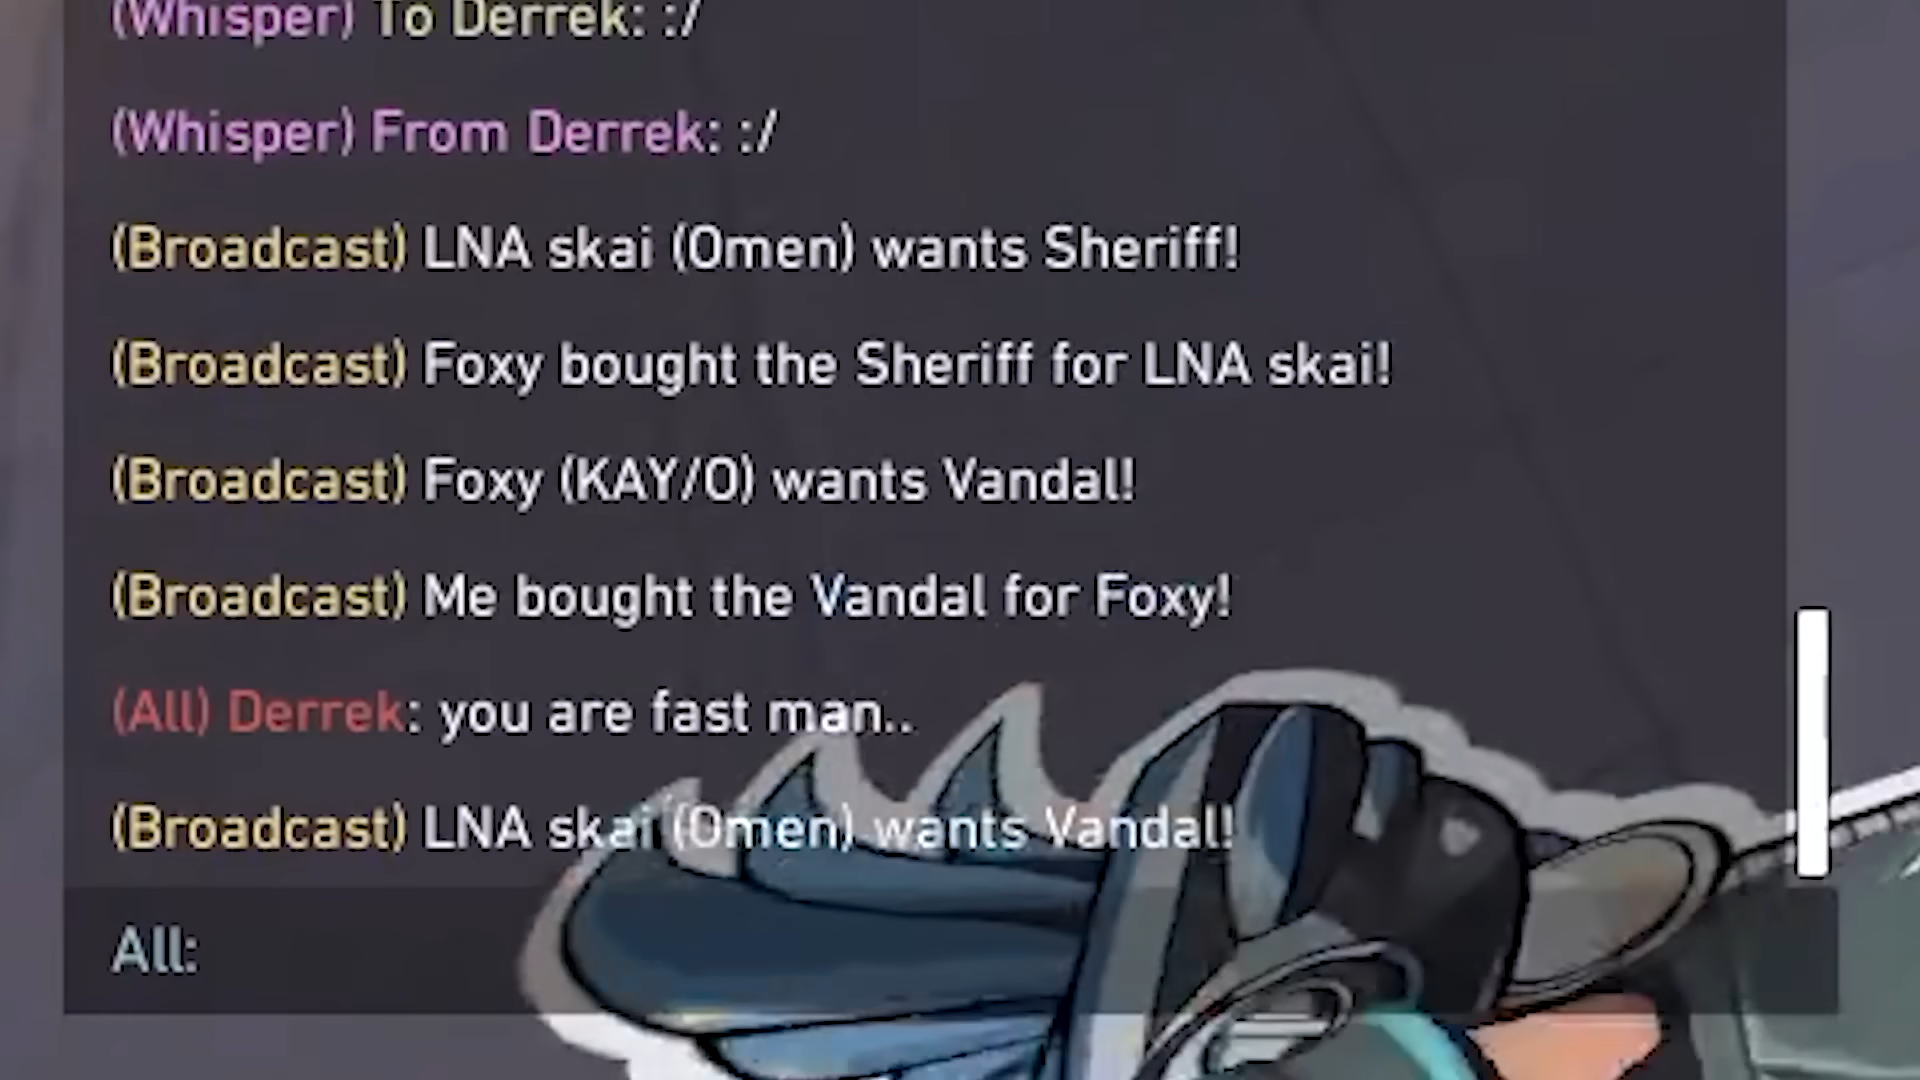 (Whisper) To Derrek: :/
(Whisper) From Derrek: :/
(Broadcast) LNA skai (Omen) wants Sheriff!
(Broadcast) Foxy bought the Sheriff for LNA skai!
(Broadcast) Foxy (KAY/O) wants Vandal!
(Broadcast) Me bought the Vandal for Foxy!
(All) Derrek: you are fast man..
(Broadcast) LNA skai (Omen) wants Vandal!
All: